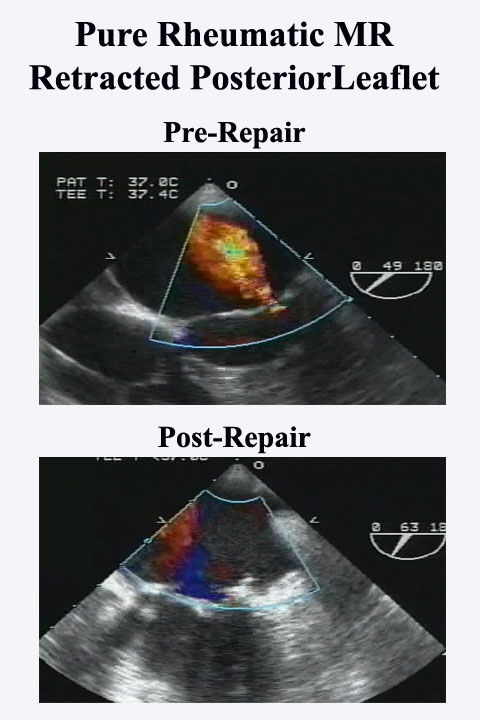 Pure Rheumatic MR
Retracted PosteriorLeaflet
Pre-Repair
PAT T: 37.0C
TEE T: 37.4C
0 49 180
Post-Repair
0 63 18